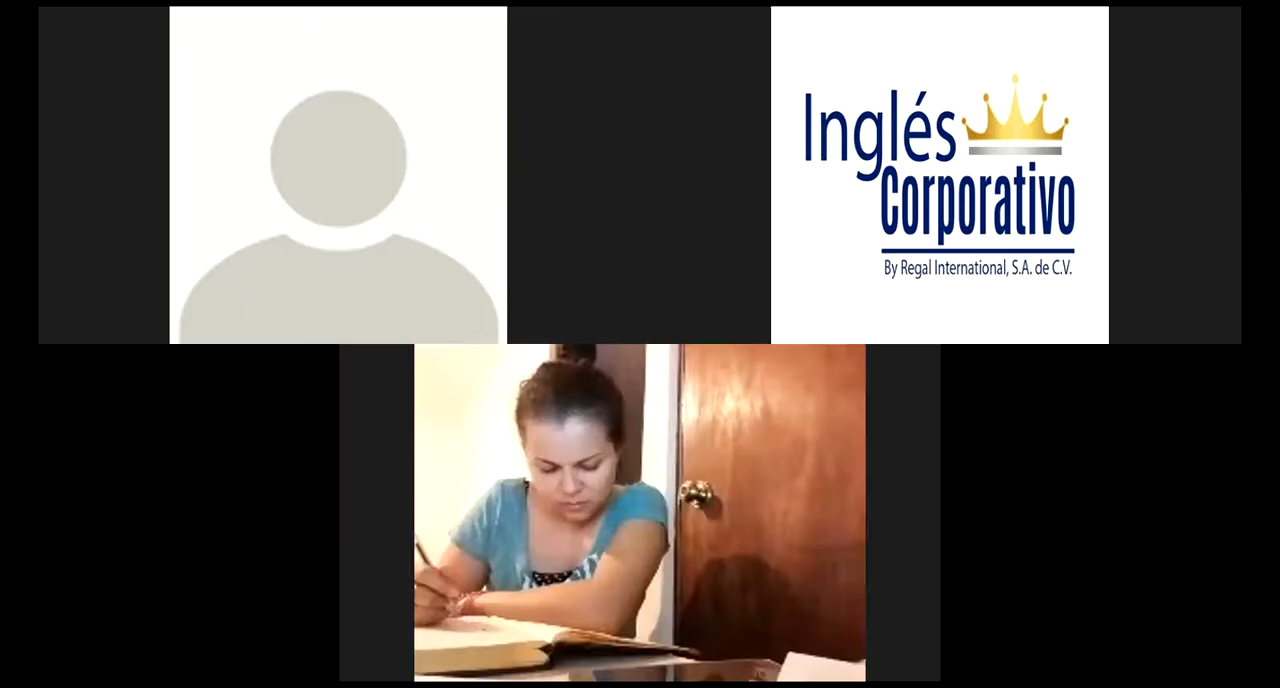 Inglés
Corporativo
By Regal International, S.A. de C.V.